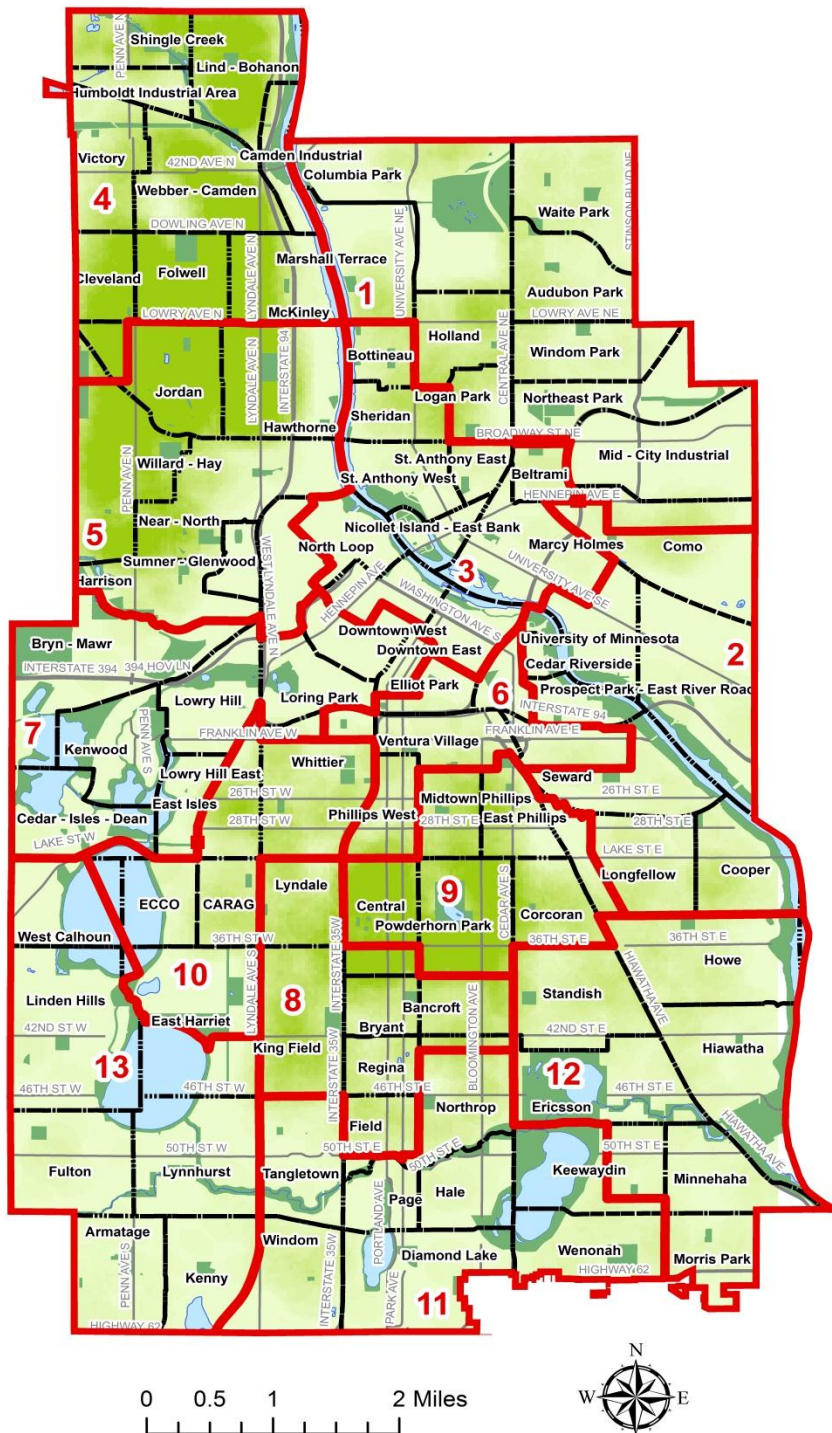 PENN AVE N
Shingle Creek
Lind - Bohanon
Humboldt Industrial Area
Victory
42ND AVE N
Camden Industrial
Columbia Park
4
Webber - Camden
DOWLING AVE N
UNIVERSITY AVE NE
Waite Park
STINSON BLVD NE
Cleveland
Folwell
LYNDALE AVE N
Marshall Terrace
1
Audubon Park
LOWRY AVE N
McKinley
LOWRY AVE NE
Bottineau
Holland
CENTRAL AVE NE
Windom Park
Jordan
LYNDALE AVE N
INTERSTATE 94
Logan Park
Northeast Park
Sheridan
Hawthorne
BROADWAY ST NE
PENN AVE N
Willard - Hay
St. Anthony East
Mid - City Industrial
St. Anthony West
Beltrami
HENNEPIN AVE E
5
Near - North
Nicollet Island - East Bank
North Loop
Marcy Holmes
Como
Sumner - Glenwood
WEST LYNDALE AVE N
HENNEPIN AVE
3
UNIVERSITY AVE SE
Harrison
WASHINGTON AVE S
Downtown West
University of Minnesota
2
Bryn - Mawr
Downtown East
Cedar Riverside
INTERSTATE 394
394 HOV LN
Elliot Park
Prospect Park - East River Road
Lowry Hill
Loring Park
6
INTERSTATE 94
7
PENN AVE S
FRANKLIN AVE W
FRANKLIN AVE E
Kenwood
Ventura Village
Lowry Hill East
Whittier
Seward
26TH ST W
26TH ST E
East Isles
Midtown Phillips
Cedar - Isles - Dean
28TH ST W
Phillips West
28TH ST E
East Phillips
28TH ST E
LAKE ST W
LAKE ST E
Longfellow
Cooper
Lyndale
9
CEDAR AVE S
ECCO
CARAG
Central
Powderhorn Park
Corcoran
West Calhoun
36TH ST W
36TH ST E
36TH ST E
INTERSTATE 35W
Howe
10
LYNDALE AVE S
8
HIAWATHA AVE
Linden Hills
Standish
Bancroft
BLOOMINGTON AVE
42ND ST W
East Harriet
Bryant
42ND ST E
King Field
Hiawatha
13
INTERSTATE 35W
Regina
12
46TH ST W
46TH ST W
46TH ST E
46TH ST E
Northrop
Ericsson
Field
HIAWATHA AVE
50TH ST W
50TH ST E
50TH ST E
50TH ST E
Fulton
Lynnhurst
Tangletown
Keewaydin
Minnehaha
Page
Hale
PORTLAND AVE
Armatage
Windom
PENN AVE S
INTERSTATE 35W
Diamond Lake
Wenonah
Morris Park
HIGHWAY 62
Kenny
PARK AVE
11
HIGHWAY 62
N
W
E
S
0 0.5 1 2 Miles